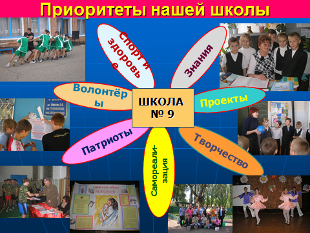 Приоритеты нашей школы
Спорт и
здоровь
е
Знания
Волонтёр
ы
ШКОЛА
№ 9
Проекты
Патриоты
Самореали-
зация
Творчество